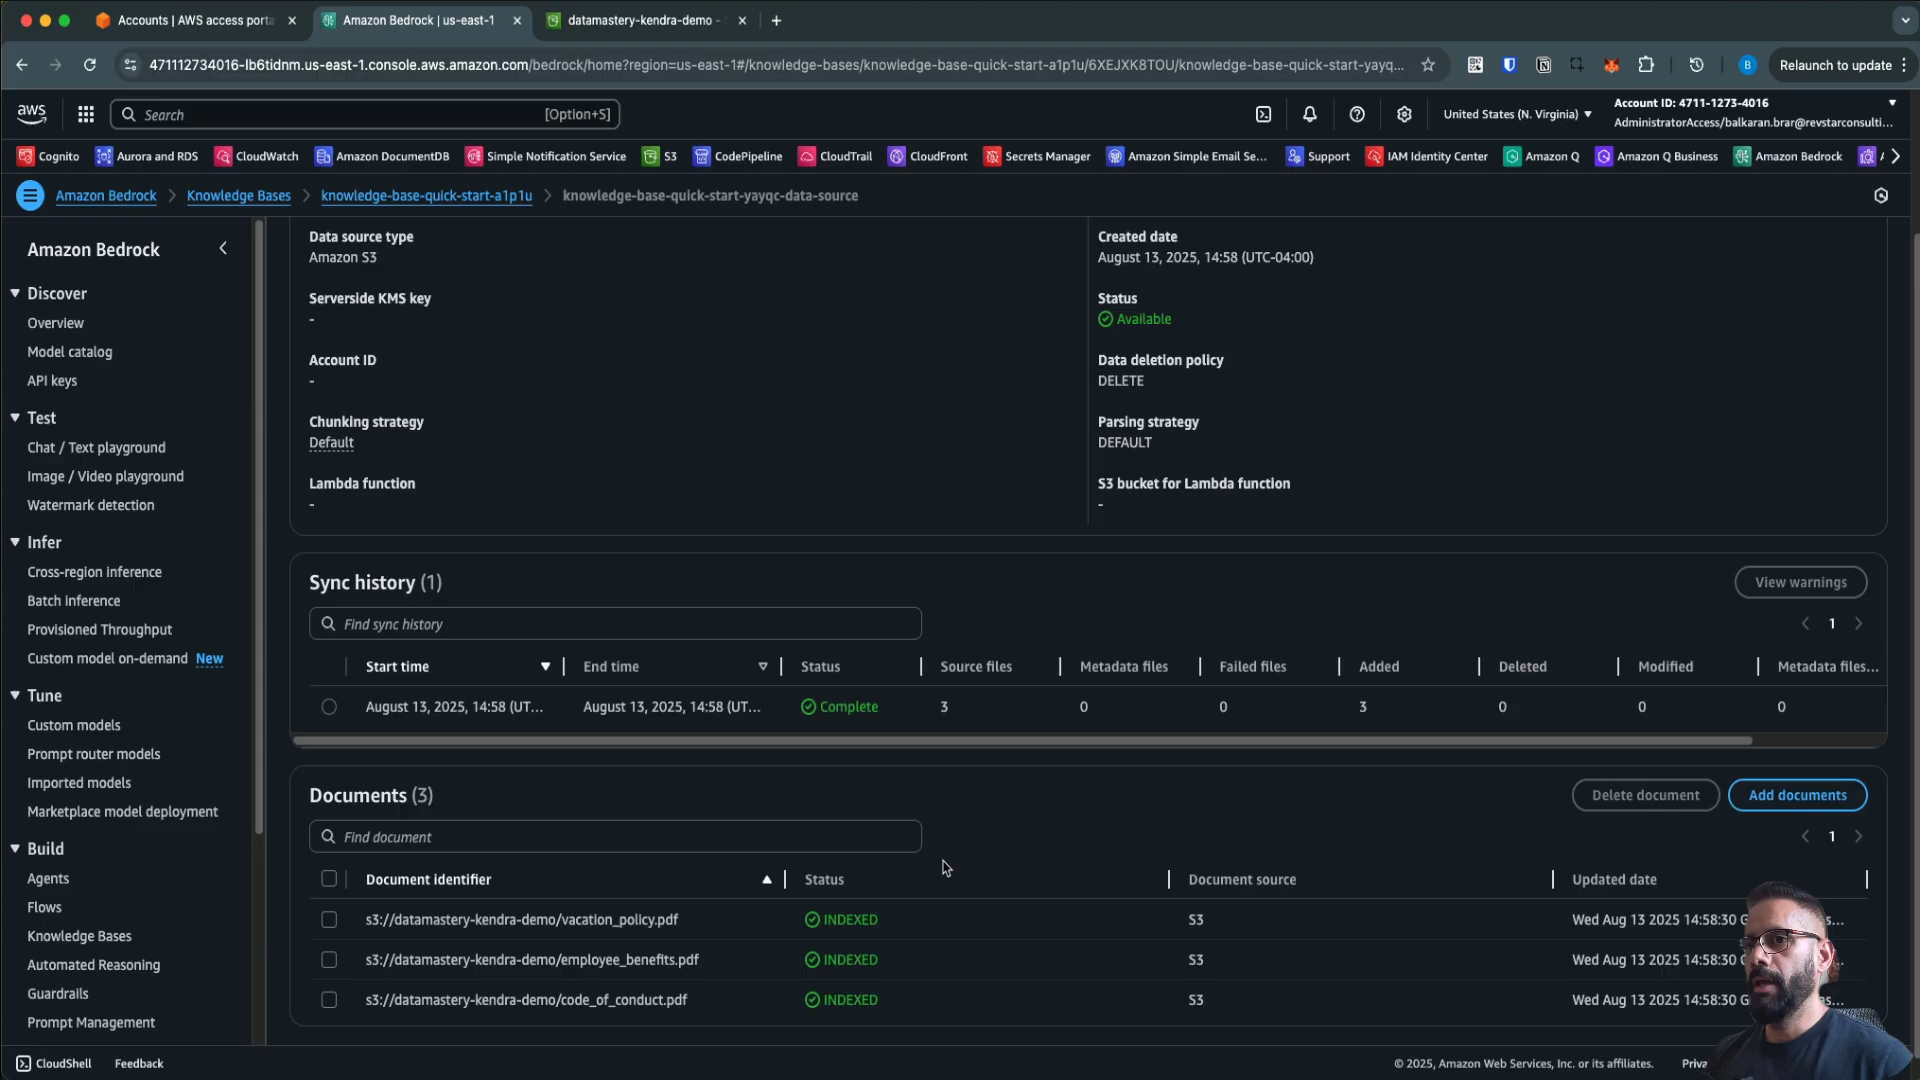 Accounts | AWS access porta
Amazon Bedrock | us-east-1
datamastery-kendra-demo -
471112734016-lb6tidnm.us-east-1.console.aws.amazon.com/bedrock/home?region=us-east-1#/knowledge-bases/knowledge-base-quick-start-a1p1u/6XEJXK8TOU/knowledge-base-quick-start-yayq...
B
Relaunch to update
aws
Search
[Option+S]
United States (N. Virginia)
Account ID: 4711-1273-4016
AdministratorAccess/balkaran.brar@revstarconsulti...
Cognito
Aurora and RDS
CloudWatch
Amazon DocumentDB
Simple Notification Service
S3
CodePipeline
CloudTrail
CloudFront
Secrets Manager
Amazon Simple Email Se...
Support
IAM Identity Center
Amazon Q
Amazon Q Business
Amazon Bedrock
Amazon Bedrock
Knowledge Bases
knowledge-base-quick-start-a1p1u
knowledge-base-quick-start-yayqc-data-source
Amazon Bedrock
Discover
Overview
Model catalog
API keys
Test
Chat / Text playground
Image / Video playground
Watermark detection
Infer
Cross-region inference
Batch inference
Provisioned Throughput
Custom model on-demand New
Tune
Custom models
Prompt router models
Imported models
Marketplace model deployment
Build
Agents
Flows
Knowledge Bases
Automated Reasoning
Guardrails
Prompt Management
Data source type
Amazon S3
Serverside KMS key
-
Account ID
-
Chunking strategy
Default
Lambda function
-
Created date
August 13, 2025, 14:58 (UTC-04:00)
Status
Available
Data deletion policy
DELETE
Parsing strategy
DEFAULT
S3 bucket for Lambda function
-
Sync history (1)
View warnings
Find sync history
1
Start time End time Status Source files Metadata files Failed files Added Deleted Modified Metadata files...
August 13, 2025, 14:58 (UT... August 13, 2025, 14:58 (UT... Complete 3 0 0 3 0 0 0
Documents (3)
Delete document
Add documents
Find document
1
Document identifier Status Document source Updated date
s3://datamastery-kendra-demo/vacation_policy.pdf INDEXED S3 Wed Aug 13 2025 14:58:30
s3://datamastery-kendra-demo/employee_benefits.pdf INDEXED S3 Wed Aug 13 2025 14:58:30
s3://datamastery-kendra-demo/code_of_conduct.pdf INDEXED S3 Wed Aug 13 2025 14:58:30
CloudShell
Feedback
© 2025, Amazon Web Services, Inc. or its affiliates.